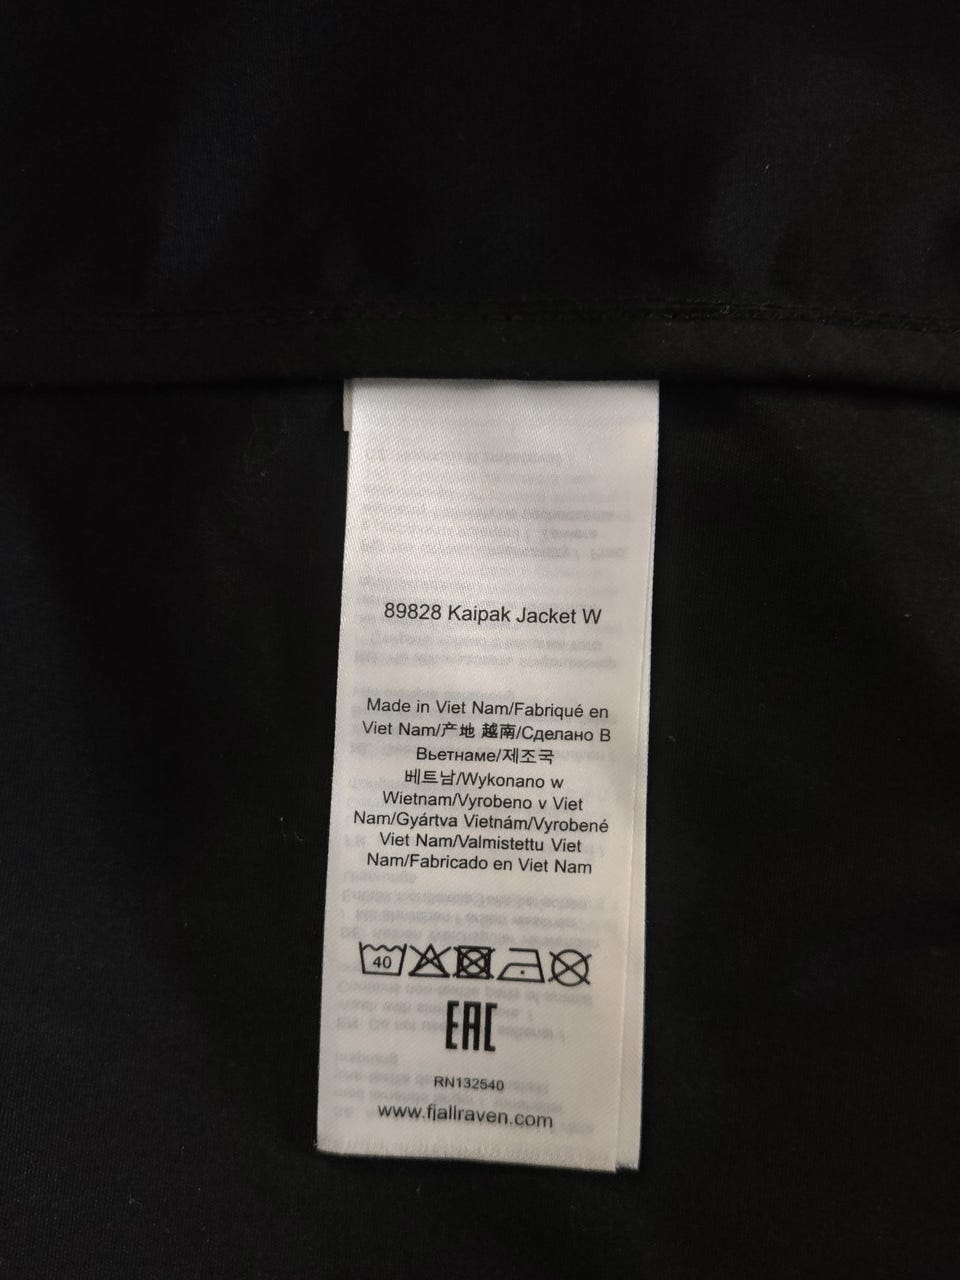 89828 Kaipak Jacket W
Made in Viet Nam/Fabriqué en
Viet Nam/产地 越南/Сделано В
Вьетнаме/제조국
베트남/Wykonano w
Wietnam/Vyrobeno v Viet
Nam/Gyártva Vietnám/Vyrobené
Viet Nam/Valmistettu Viet
Nam/Fabricado en Viet Nam
40
EAC
RN132540
www.fjallraven.com